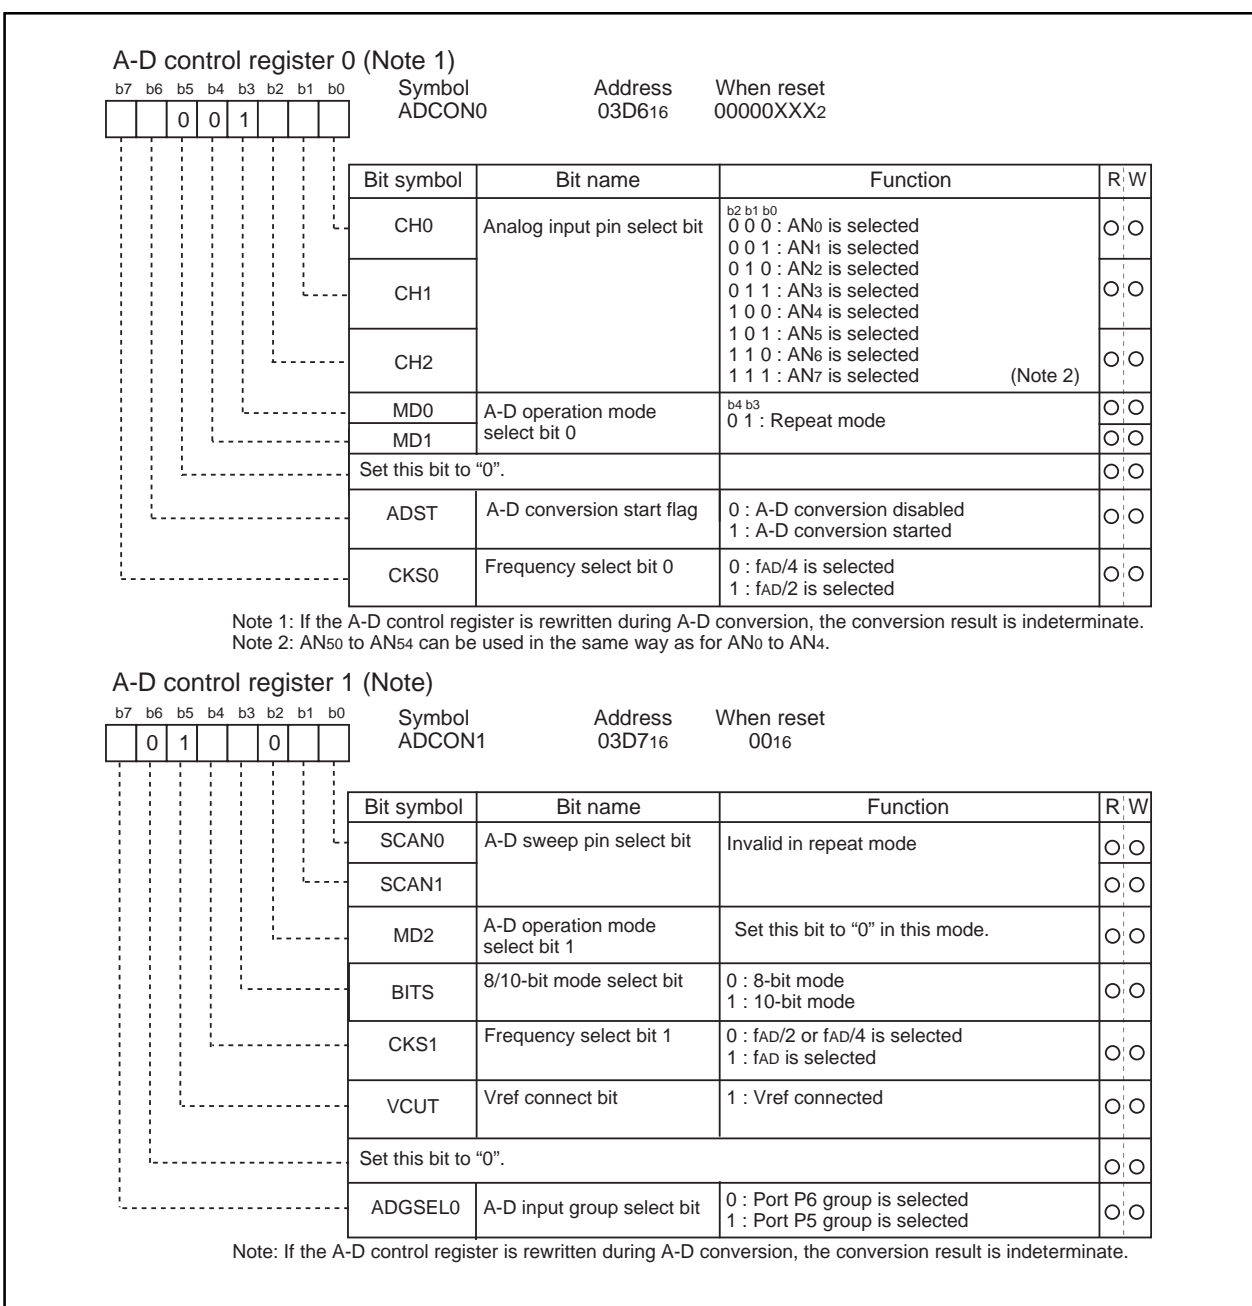 A-D control register 0 (Note 1)
b7 b6 b5 b4 b3 b2 b1 b0
Symbol Address When reset
ADCON0 03D616 00000XXX2
0 0 1
Bit symbol Bit name Function R W
CH0 Analog input pin select bit
b2 b1 b0
0 0 0 : AN0 is selected
0 0 1 : AN1 is selected
0 1 0 : AN2 is selected
CH1
0 1 1 : AN3 is selected
1 0 0 : AN4 is selected
1 0 1 : AN5 is selected
CH2
1 1 0 : AN6 is selected
1 1 1 : AN7 is selected (Note 2)
MD0 A-D operation mode
select bit 0
b4 b3
0 1 : Repeat mode
MD1
Set this bit to “0”.
ADST A-D conversion start flag
0 : A-D conversion disabled
1 : A-D conversion started
CKS0 Frequency select bit 0
0 : fAD/4 is selected
1 : fAD/2 is selected
Note 1: If the A-D control register is rewritten during A-D conversion, the conversion result is indeterminate.
Note 2: AN50 to AN54 can be used in the same way as for AN0 to AN4.
A-D control register 1 (Note)
b7 b6 b5 b4 b3 b2 b1 b0
Symbol Address When reset
ADCON1 03D716 0016
0 1 0
Bit symbol Bit name Function R W
SCAN0 A-D sweep pin select bit Invalid in repeat mode
SCAN1
MD2 A-D operation mode
select bit 1
Set this bit to “0” in this mode.
BITS 8/10-bit mode select bit
0 : 8-bit mode
1 : 10-bit mode
CKS1 Frequency select bit 1
0 : fAD/2 or fAD/4 is selected
1 : fAD is selected
VCUT Vref connect bit 1 : Vref connected
Set this bit to “0”.
ADGSEL0 A-D input group select bit
0 : Port P6 group is selected
1 : Port P5 group is selected
Note: If the A-D control register is rewritten during A-D conversion, the conversion result is indeterminate.